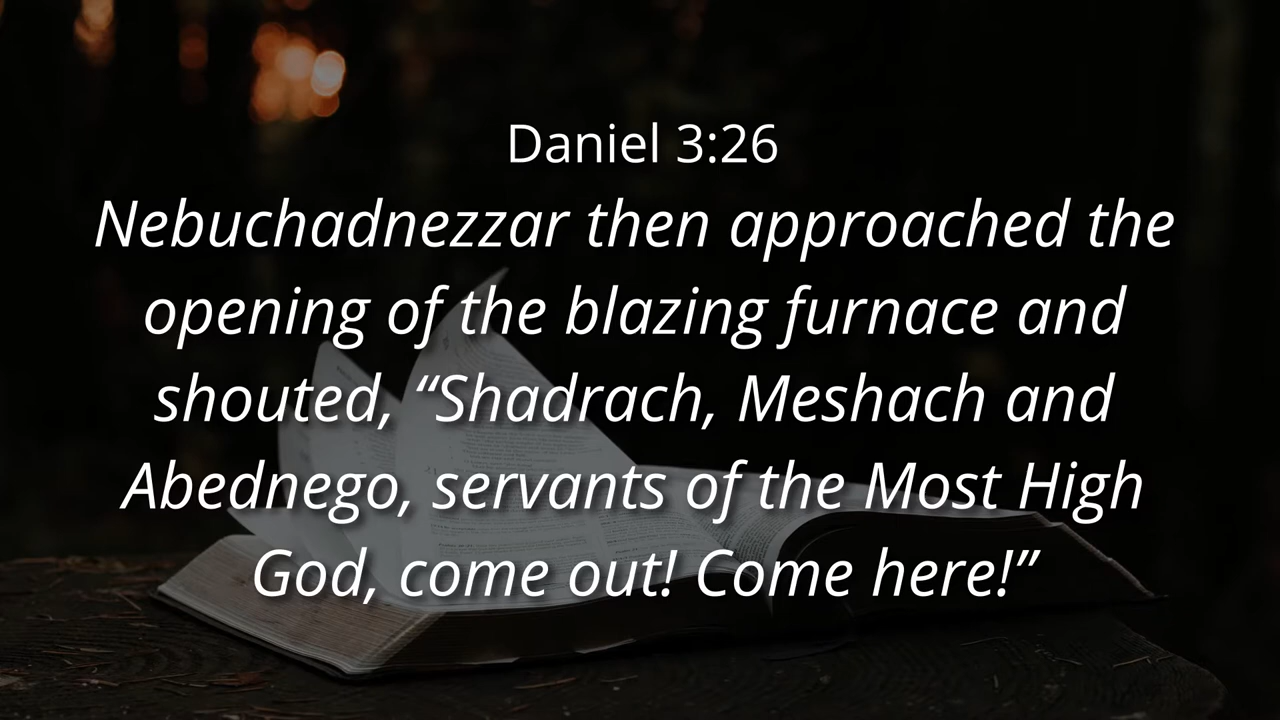 Daniel 3:26
Nebuchadnezzar then approached the
opening of the blazing furnace and
shouted, “Shadrach, Meshach and
Abednego, servants of the Most High
God, come out! Come here!”